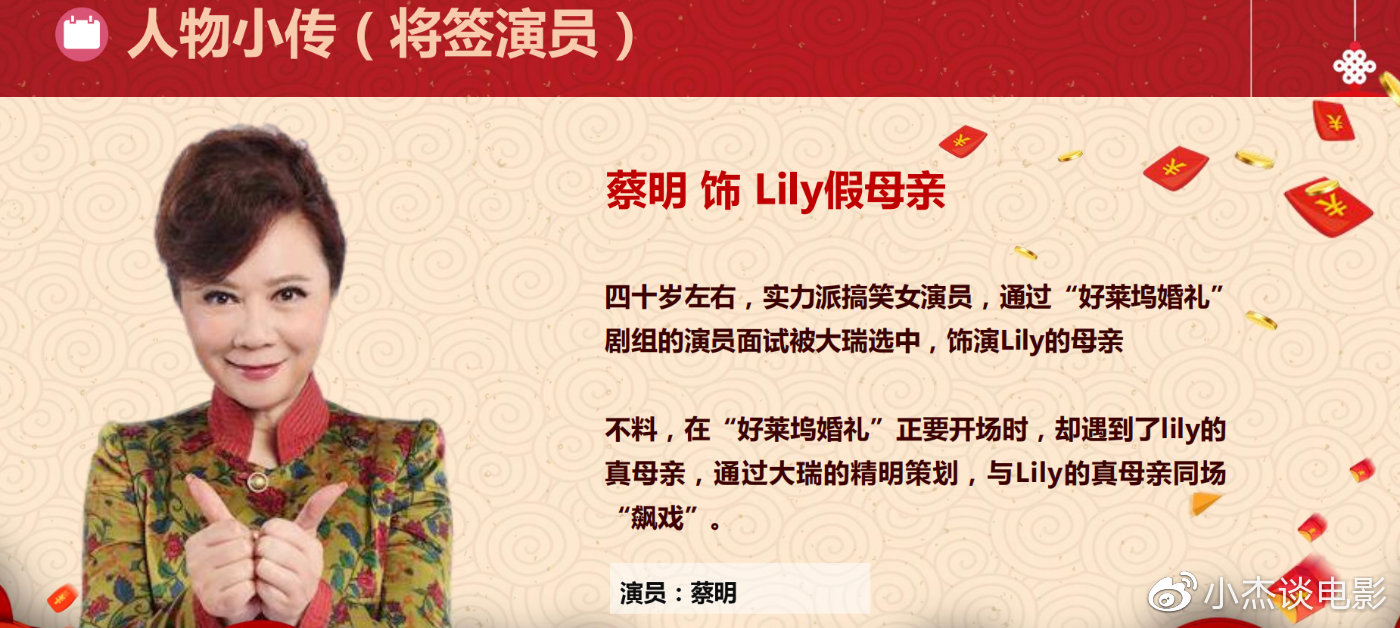 人物小传（将签演员）
蔡明 饰 Lily假母亲
四十岁左右，实力派搞笑女演员，通过“好莱坞婚礼”
剧组的演员面试被大瑞选中，饰演Lily的母亲
不料，在“好莱坞婚礼”正要开场时，却遇到了lily的
真母亲，通过大瑞的精明策划，与Lily的真母亲同场
“飙戏”。
演员：蔡明
小杰谈电影